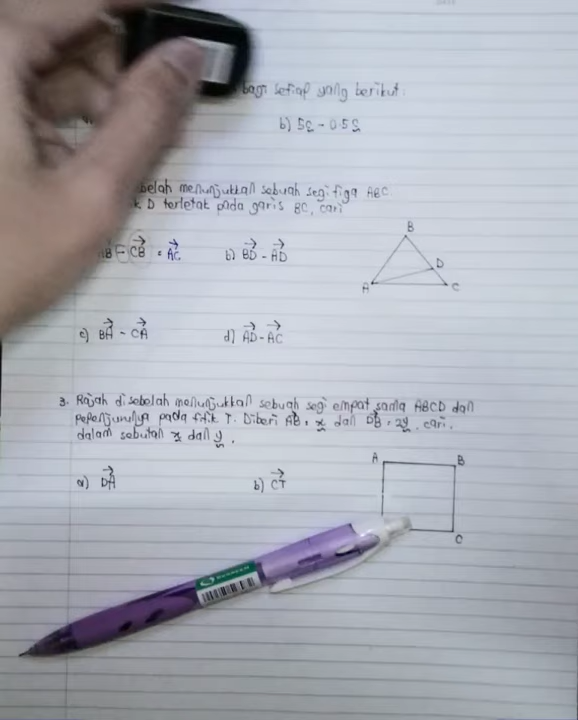 bagi setiap yang berikut:
b) 5c̰ - 0.5c̰
sebelah menunjukkan sebuah segi tiga ABC.
D terletak pada garis BC, cari
AB - CB = AC
b) BD - AD
c) BA - CA
d) AD - AC
B
D
A
C
3. Rajah di sebelah menunjukkan sebuah segi empat sama ABCD dan
pepenjurunya pada titik T. Diberi AB = x̰ dan DB = 2y̰, cari,
dalam sebutan x̰ dan y̰.
a) DA
b) CT
A
B
C